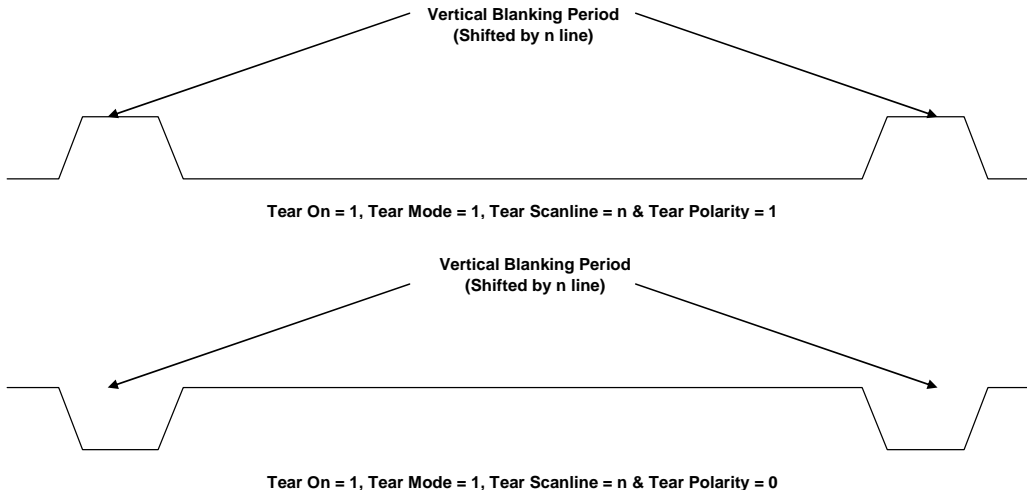 Vertical Blanking Period
(Shifted by n line)
Tear On = 1, Tear Mode = 1, Tear Scanline = n & Tear Polarity = 1
Vertical Blanking Period
(Shifted by n line)
Tear On = 1, Tear Mode = 1, Tear Scanline = n & Tear Polarity = 0